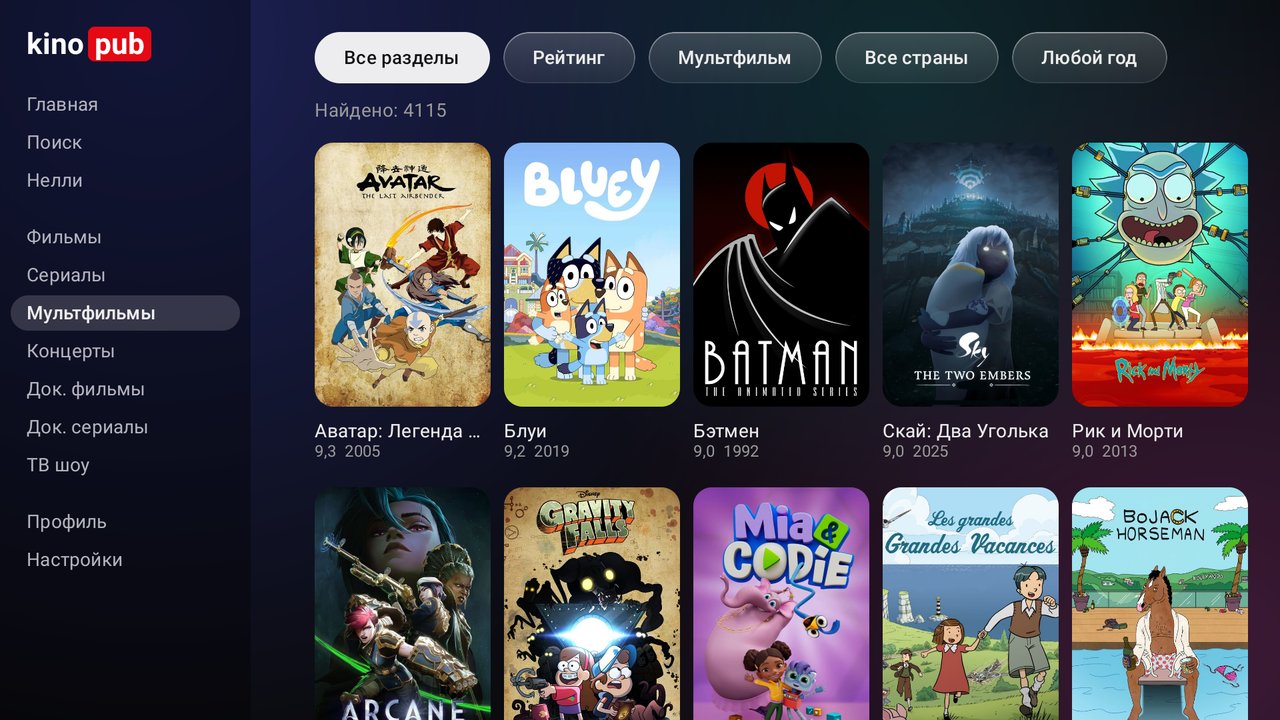 kino pub
Главная
Поиск
Нелли
Фильмы
Сериалы
Мультфильмы
Концерты
Док. фильмы
Док. сериалы
ТВ шоу
Профиль
Настройки
Все разделы
Рейтинг
Мультфильм
Все страны
Любой год
Найдено: 4115
降去神通
AVATAR
THE LAST AIRBENDER
BLUEY
BATMAN
THE ANIMATED SERIES
Sky
THE TWO EMBERS
Rick and Morty
Аватар: Легенда ...
9,3 2005
Блуи
9,2 2019
Бэтмен
9,0 1992
Скай: Два Уголька
9,0 2025
Рик и Морти
9,0 2013
ARCANE
Disney
GRAVITY
FALLS
Mia &
CODIE
Les grandes
Grandes Vacances
BOJACK
HORSEMAN